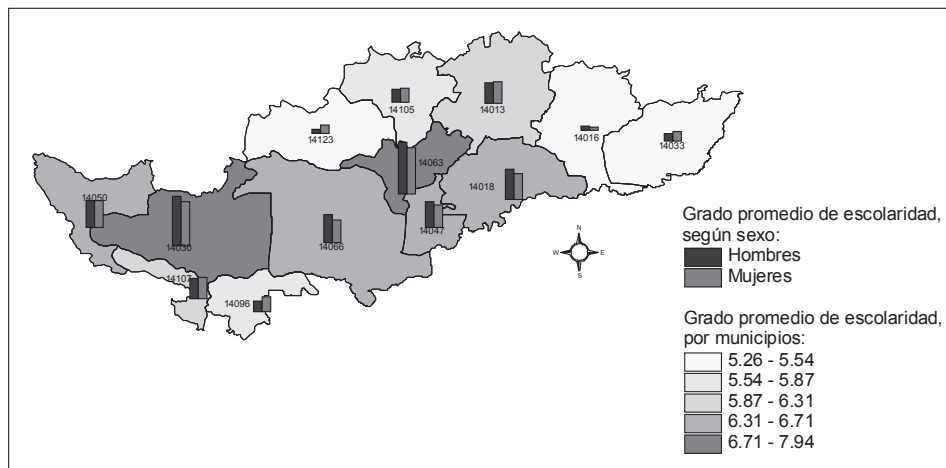 14105
14013
14123
14016
14033
14063
14050
14018
14030
14066
14047
14107
14096
N
W E
S
Grado promedio de escolaridad,
según sexo:
Hombres
Mujeres
Grado promedio de escolaridad,
por municipios:
5.26 - 5.54
5.54 - 5.87
5.87 - 6.31
6.31 - 6.71
6.71 - 7.94